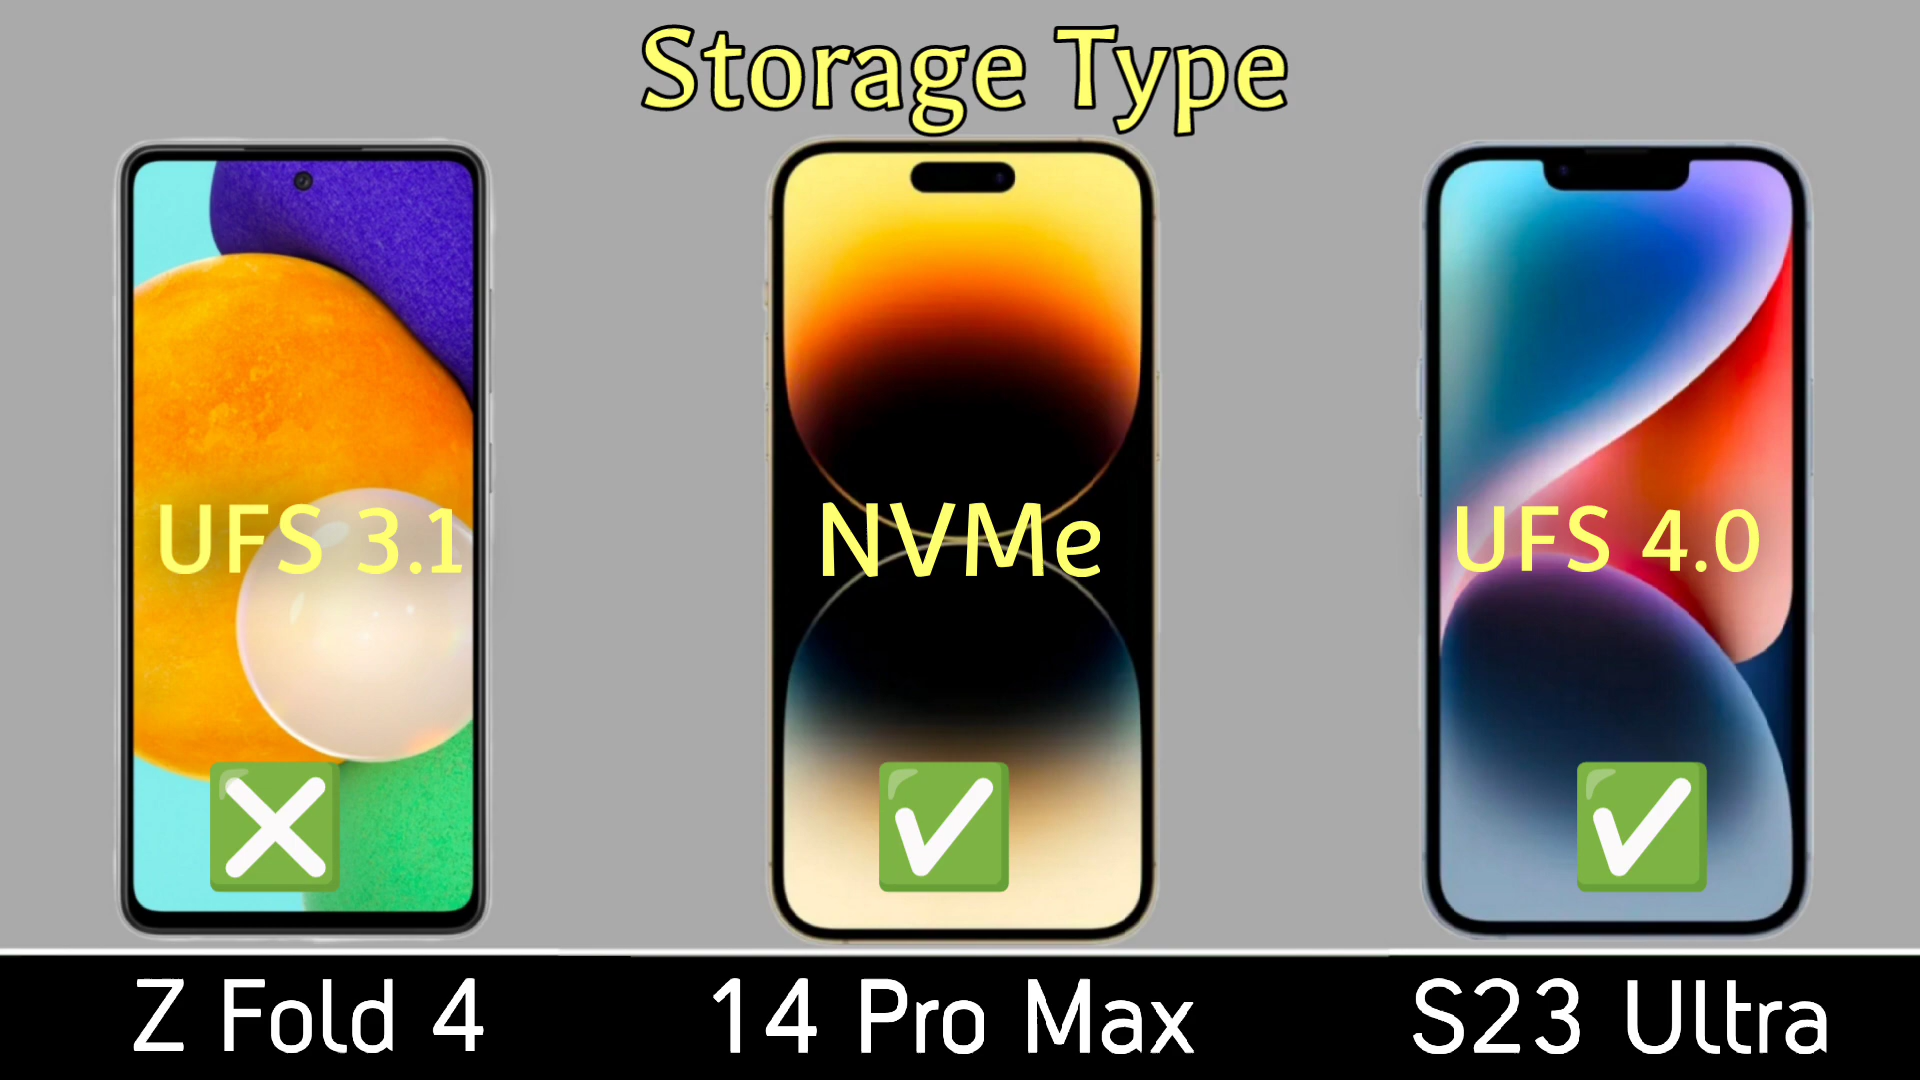 Storage Type
UFS 3.1
NVMe
UFS 4.0
Z Fold 4
14 Pro Max
S23 Ultra